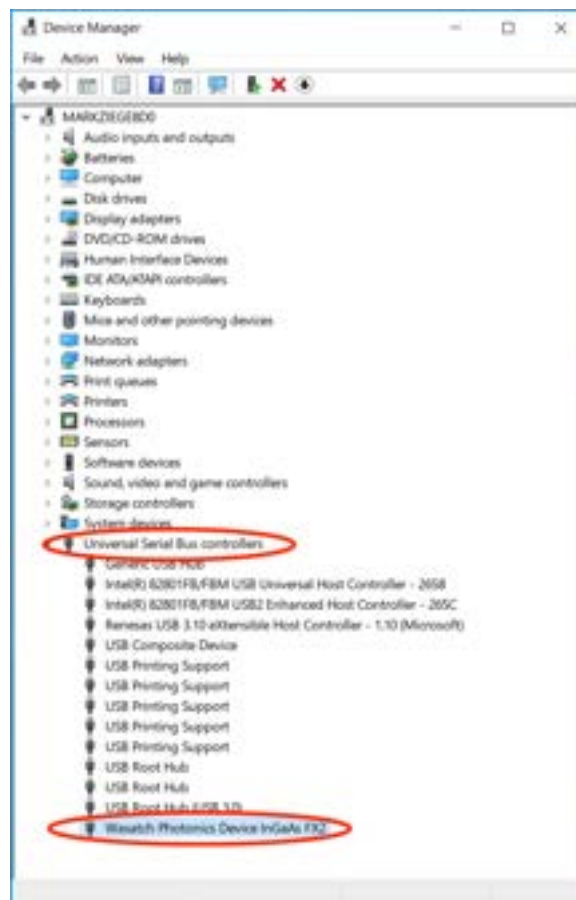 Device Manager
File Action View Help
MARKZIEGE8D0
Audio inputs and outputs
Batteries
Computer
Disk drives
Display adapters
DVD/CD-ROM drives
Human Interface Devices
IDE ATA/ATAPI controllers
Keyboards
Mice and other pointing devices
Monitors
Network adapters
Print queues
Printers
Processors
Sensors
Software devices
Sound, video and game controllers
Storage controllers
System devices
Universal Serial Bus controllers
Generic USB Hub
Intel(R) 82801FB/FBM USB Universal Host Controller - 2658
Intel(R) 82801FB/FBM USB2 Enhanced Host Controller - 265C
Renesas USB 3.10 eXtensible Host Controller - 1.10 (Microsoft)
USB Composite Device
USB Printing Support
USB Printing Support
USB Printing Support
USB Printing Support
USB Printing Support
USB Root Hub
USB Root Hub
USB Root Hub (USB 3.0)
Wasatch Photonics Device InGaAs FX2